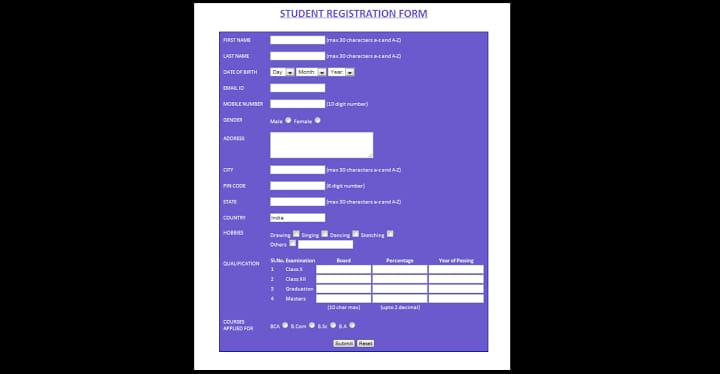 STUDENT REGISTRATION FORM
FIRST NAME (max 30 characters a-z and A-Z)
LAST NAME (max 30 characters a-z and A-Z)
DATE OF BIRTH Day Month Year
EMAIL ID
MOBILE NUMBER (10 digit number)
GENDER Male Female
ADDRESS
CITY (max 30 characters a-z and A-Z)
PIN CODE (6 digit number)
STATE (max 30 characters a-z and A-Z)
COUNTRY India
HOBBIES Drawing Singing Dancing Sketching
Others
QUALIFICATION Sl.No. Examination Board Percentage Year of Passing
1 Class X
2 Class XII
3 Graduation
4 Masters
(10 char max) (upto 2 decimal)
COURSES
APPLIED FOR BCA B.Com B.Sc B.A
Submit Reset